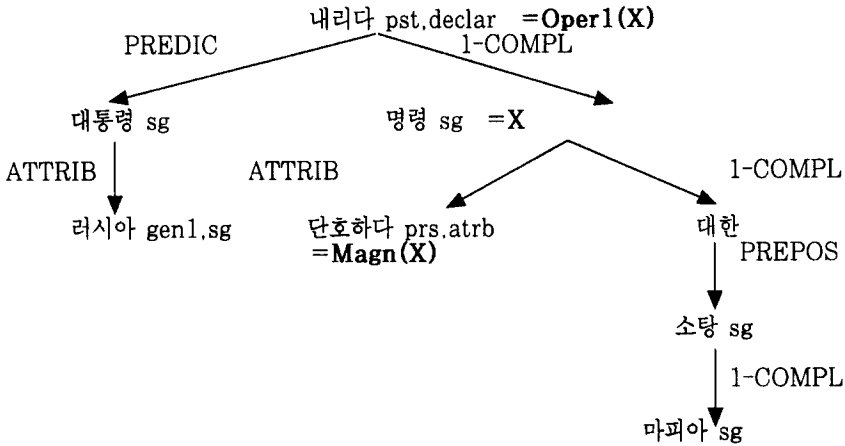 내리다 pst,declar =Oper1(X)
PREDIC 1-COMPL
대통령 sg 명령 sg =X
ATTRIB ATTRIB 1-COMPL
러시아 gen1,sg 단호하다 prs,atrb 대한
=Magn(X) PREPOS
소탕 sg
1-COMPL
마피아 sg